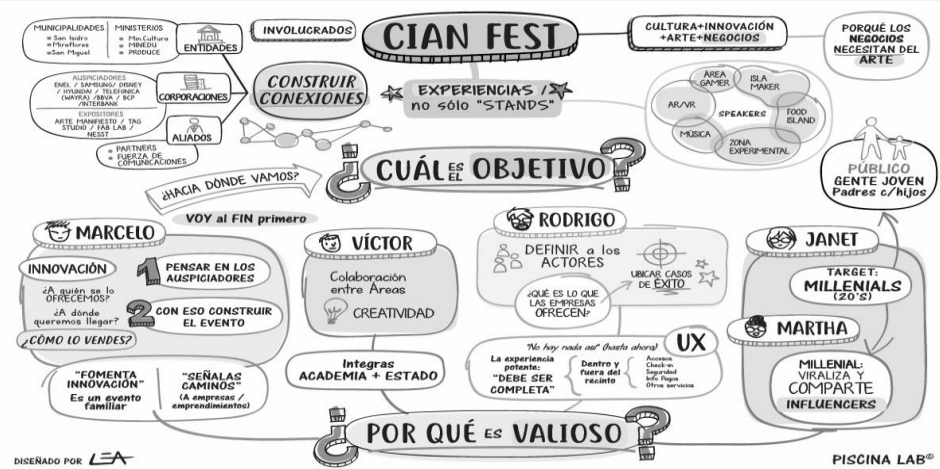 MUNICIPALIDADES
San Isidro
Miraflores
San Miguel
MINISTERIOS
Min.Cultura
MINEDU
PRODUCE
ENTIDADES
INVOLUCRADOS
CIAN FEST
CULTURA+INNOVACIÓN
+ARTE+NEGOCIOS
PORQUÉ LOS
NEGOCIOS
NECESITAN DEL
ARTE
AUSPICIADORES
ENEL / SAMSUNG/ DISNEY
/ HYUNDAI / TELEFONICA
(WAYRA) /BBVA / BCP
/INTERBANK
EXPOSITORES
ARTE MANIFIESTO / TAG
STUDIO / FAB LAB /
NESST
CORPORACIONES
CONSTRUIR
CONEXIONES
EXPERIENCIAS /
no sólo "STANDS"
ÁREA
GAMER
ISLA
MAKER
AR/VR
SPEAKERS
FOOD
ISLAND
MÚSICA
ZONA
EXPERIMENTAL
ALIADOS
PARTNERS
FUERZA DE
COMUNICACIONES
¿CUÁL ES EL OBJETIVO?
PÚBLICO
GENTE JOVEN
Padres c/hijos
¿HACIA DÓNDE VAMOS?
VOY al FIN primero
MARCELO
INNOVACIÓN
¿A quién se lo
OFRECEMOS?
¿A dónde
queremos llegar?
¿CÓMO LO VENDES?
1 PENSAR EN LOS
AUSPICIADORES
2 CON ESO CONSTRUIR
EL EVENTO
"FOMENTA
INNOVACIÓN"
Es un evento
familiar
"SEÑALAS
CAMINOS"
(A empresas /
emprendimientos)
VÍCTOR
Colaboración
entre Áreas
CREATIVIDAD
Integras
ACADEMIA + ESTADO
RODRIGO
DEFINIR a los
ACTORES
UBICAR CASOS
DE ÉXITO
¿QUÉ ES LO QUE
LAS EMPRESAS
OFRECEN?
"No hay nada así" (hasta ahora)
UX
La experiencia
potente:
"DEBE SER
COMPLETA"
Dentro y
fuera del
recinto
Accesos
Check-in
Seguridad
Info Pagos
Otros servicios
JANET
TARGET:
MILLENIALS
(20'S)
MARTHA
MILLENIAL:
VIRALIZA Y
COMPARTE
INFLUENCERS
¿POR QUÉ ES VALIOSO?
DISEÑADO POR LEA
PISCINA LAB©